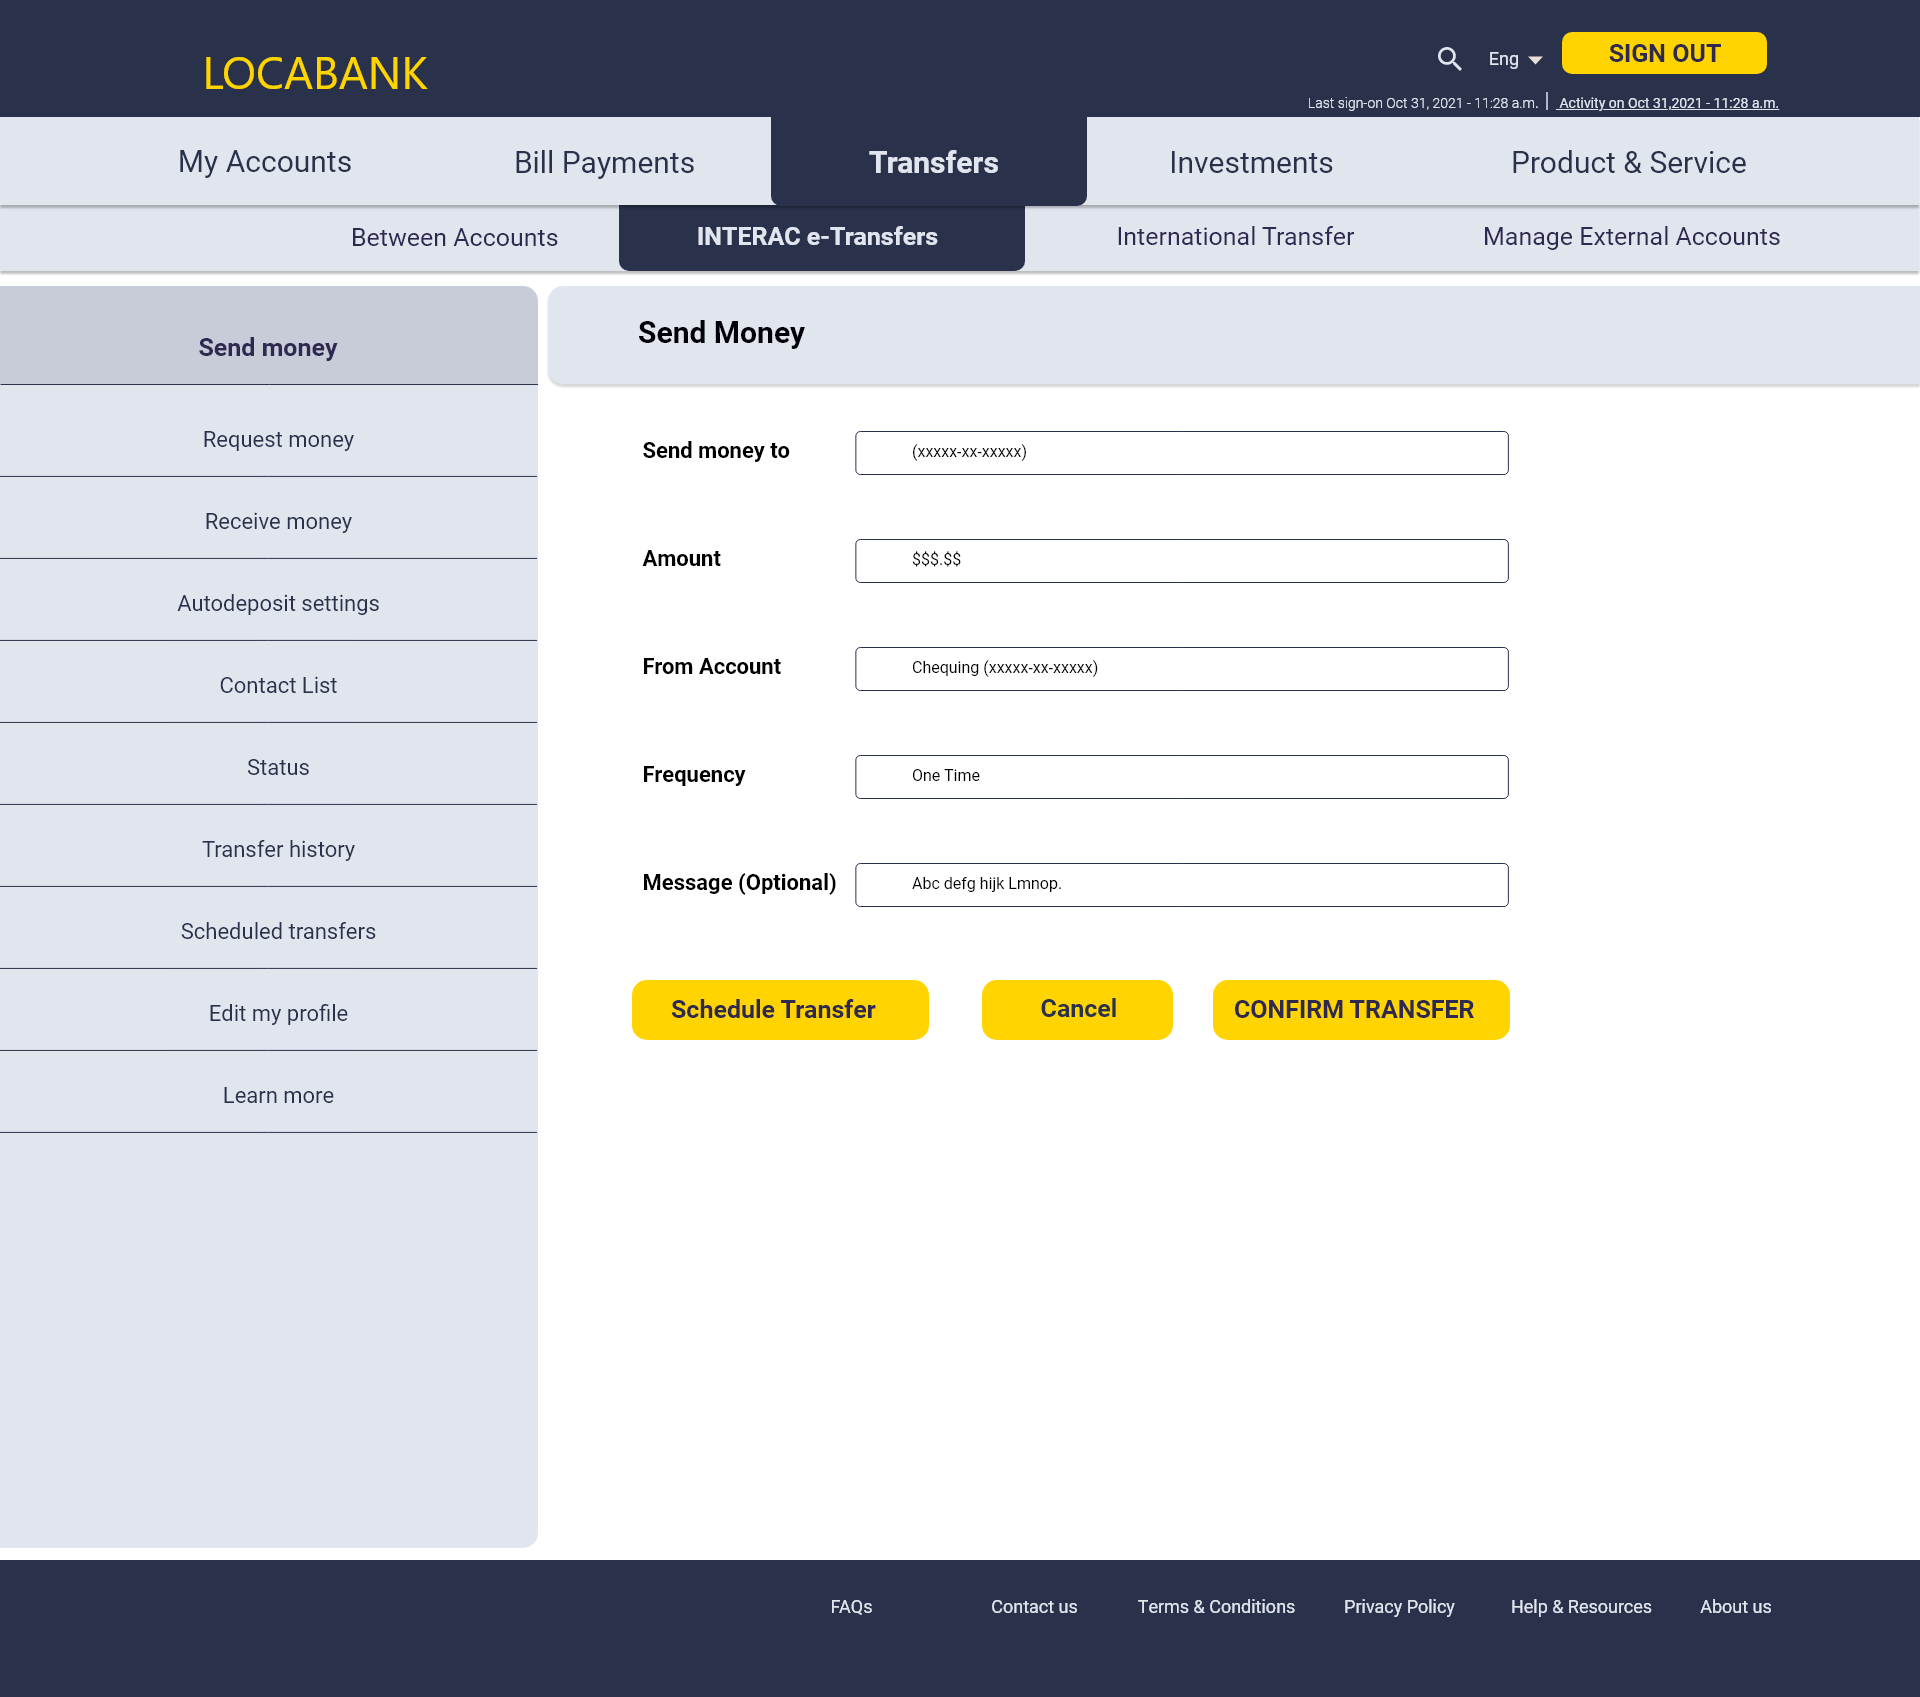 LOCABANK
Eng
SIGN OUT
Last sign-on Oct 31, 2021 - 11:28 a.m.
Activity on Oct 31,2021 - 11:28 a.m.
My Accounts
Bill Payments
Transfers
Investments
Product & Service
Between Accounts
INTERAC e-Transfers
International Transfer
Manage External Accounts
Send money
Request money
Receive money
Autodeposit settings
Contact List
Status
Transfer history
Scheduled transfers
Edit my profile
Learn more
Send Money
Send money to
(xxxxx-xx-xxxxx)
Amount
$$$.$$
From Account
Chequing (xxxxx-xx-xxxxx)
Frequency
One Time
Message (Optional)
Abc defg hijk Lmnop.
Schedule Transfer
Cancel
CONFIRM TRANSFER
FAQs
Contact us
Terms & Conditions
Privacy Policy
Help & Resources
About us